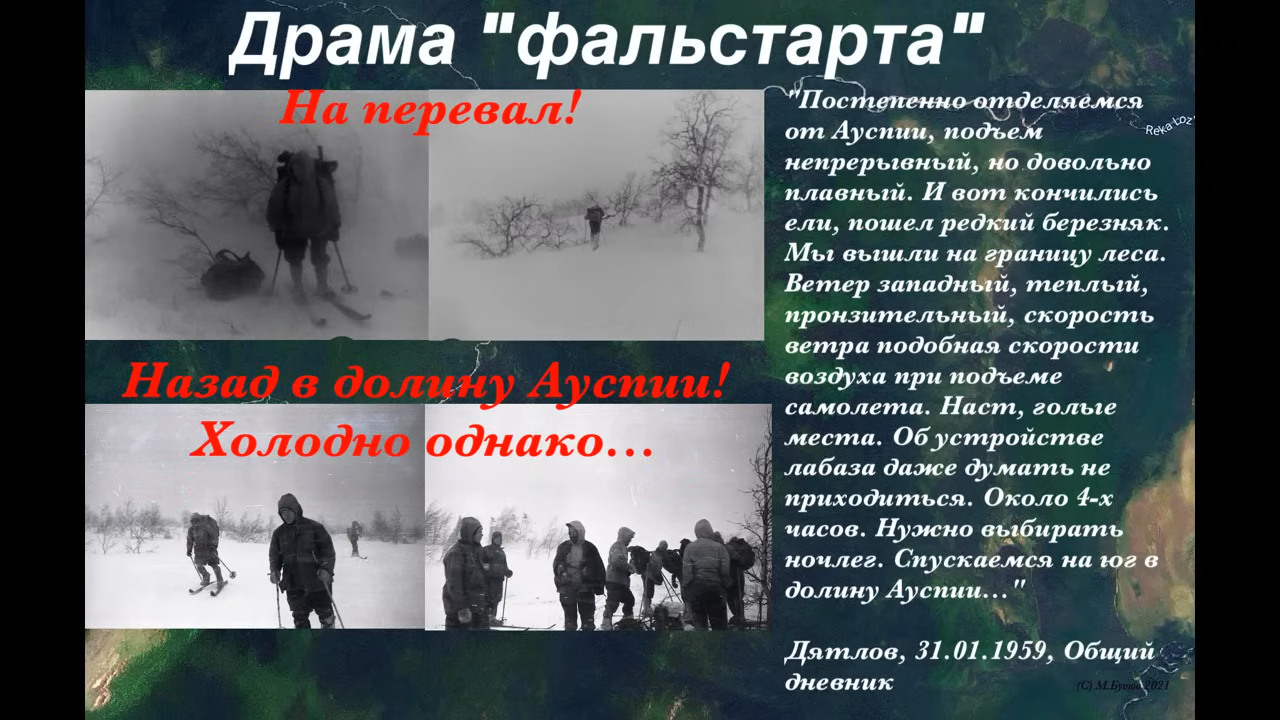 Драма "фальстарта"
На перевал!
Назад в долину Ауспии!
Холодно однако...
"Постепенно отделяемся
от Ауспии, подъем
непрерывный, но довольно
плавный. И вот кончились
ели, пошел редкий березняк.
Мы вышли на границу леса.
Ветер западный, теплый,
пронзительный, скорость
ветра подобная скорости
воздуха при подъеме
самолета. Наст, голые
места. Об устройстве
лабаза даже думать не
приходиться. Около 4-х
часов. Нужно выбирать
ночлег. Спускаемся на юг в
долину Ауспии..."
Дятлов, 31.01.1959, Общий
дневник
Reka Loz
(C) М. 2021